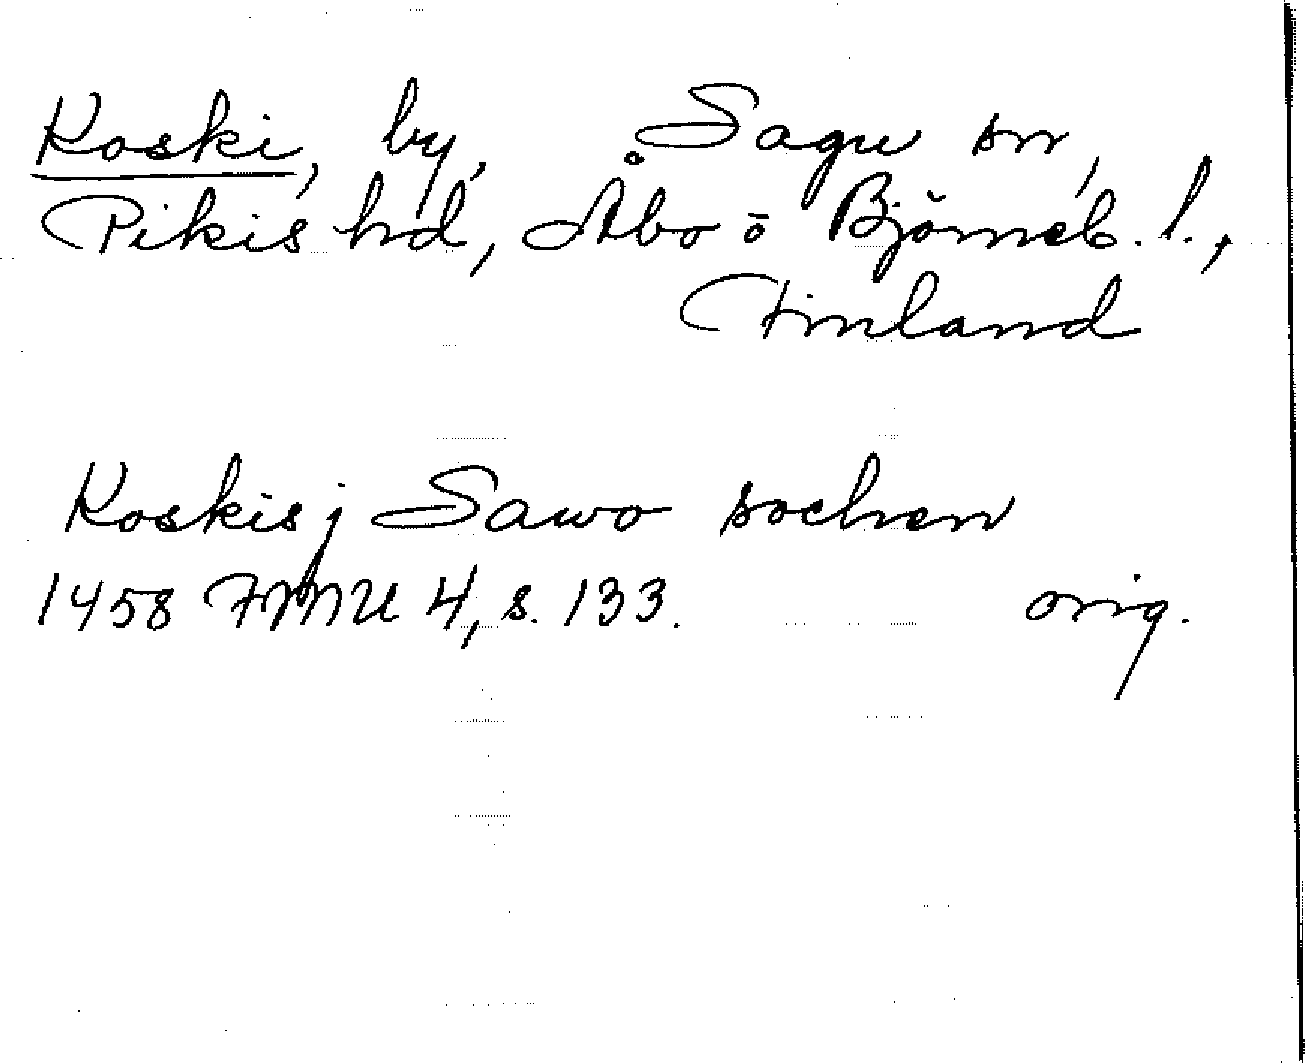 Koski, by, Sagu sn,
Pikis hd, Åbo o Björneb. l.,
Finland
Koskis j Sawo sochen
1458 FMU 4, s. 133. orig.